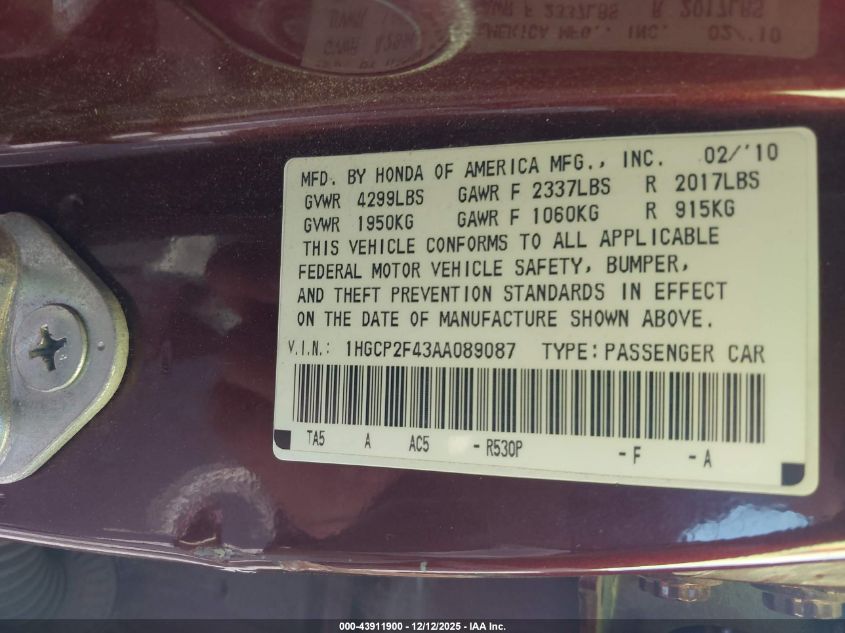 MFD. BY HONDA OF AMERICA MFG., INC. 02/'10
GVWR 4299LBS GAWR F 2337LBS R 2017LBS
GVWR 1950KG GAWR F 1060KG R 915KG
THIS VEHICLE CONFORMS TO ALL APPLICABLE
FEDERAL MOTOR VEHICLE SAFETY, BUMPER,
AND THEFT PREVENTION STANDARDS IN EFFECT
ON THE DATE OF MANUFACTURE SHOWN ABOVE.
V.I.N.: 1HGCP2F43AA089087 TYPE: PASSENGER CAR
TA5 A AC5 - R530P - F - A
000-43911900 - 12/12/2025 - IAA Inc.